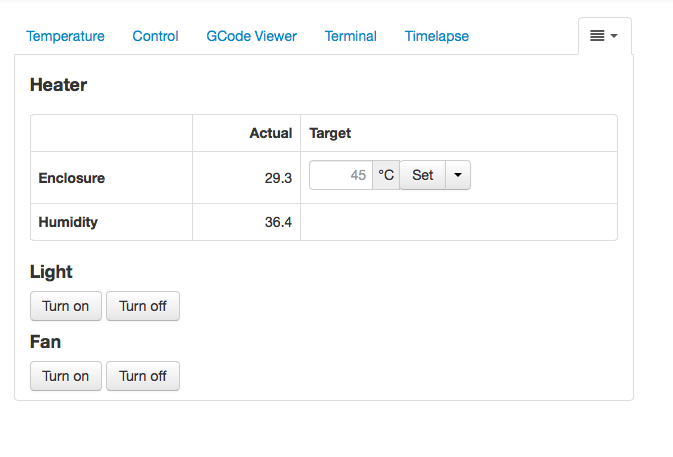 Temperature Control GCode Viewer Terminal Timelapse
Heater
Actual Target
Enclosure 29.3 45 °C Set
Humidity 36.4
Light
Turn on Turn off
Fan
Turn on Turn off